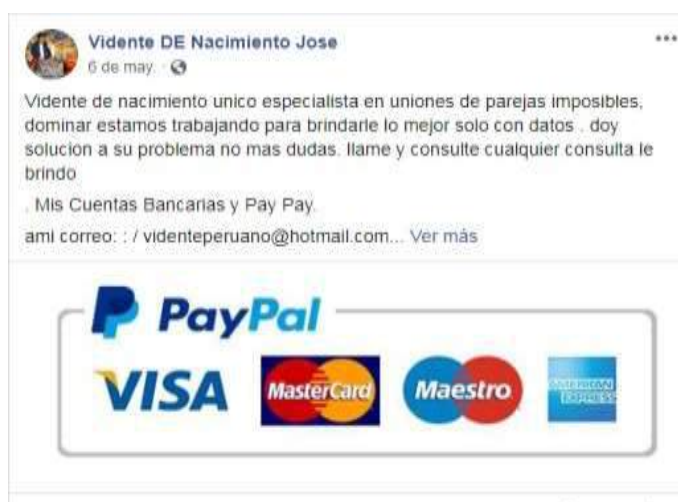 Vidente DE Nacimiento Jose
6 de may.
Vidente de nacimiento unico especialista en uniones de parejas imposibles,
dominar estamos trabajando para brindarle lo mejor solo con datos . doy
solucion a su problema no mas dudas. llame y consulte cualquier consulta le
brindo
. Mis Cuentas Bancarias y Pay Pay.
ami correo: : / videnteperuano@hotmail.com... Ver más
PayPal
VISA MasterCard Maestro AMERICAN
EXPRESS